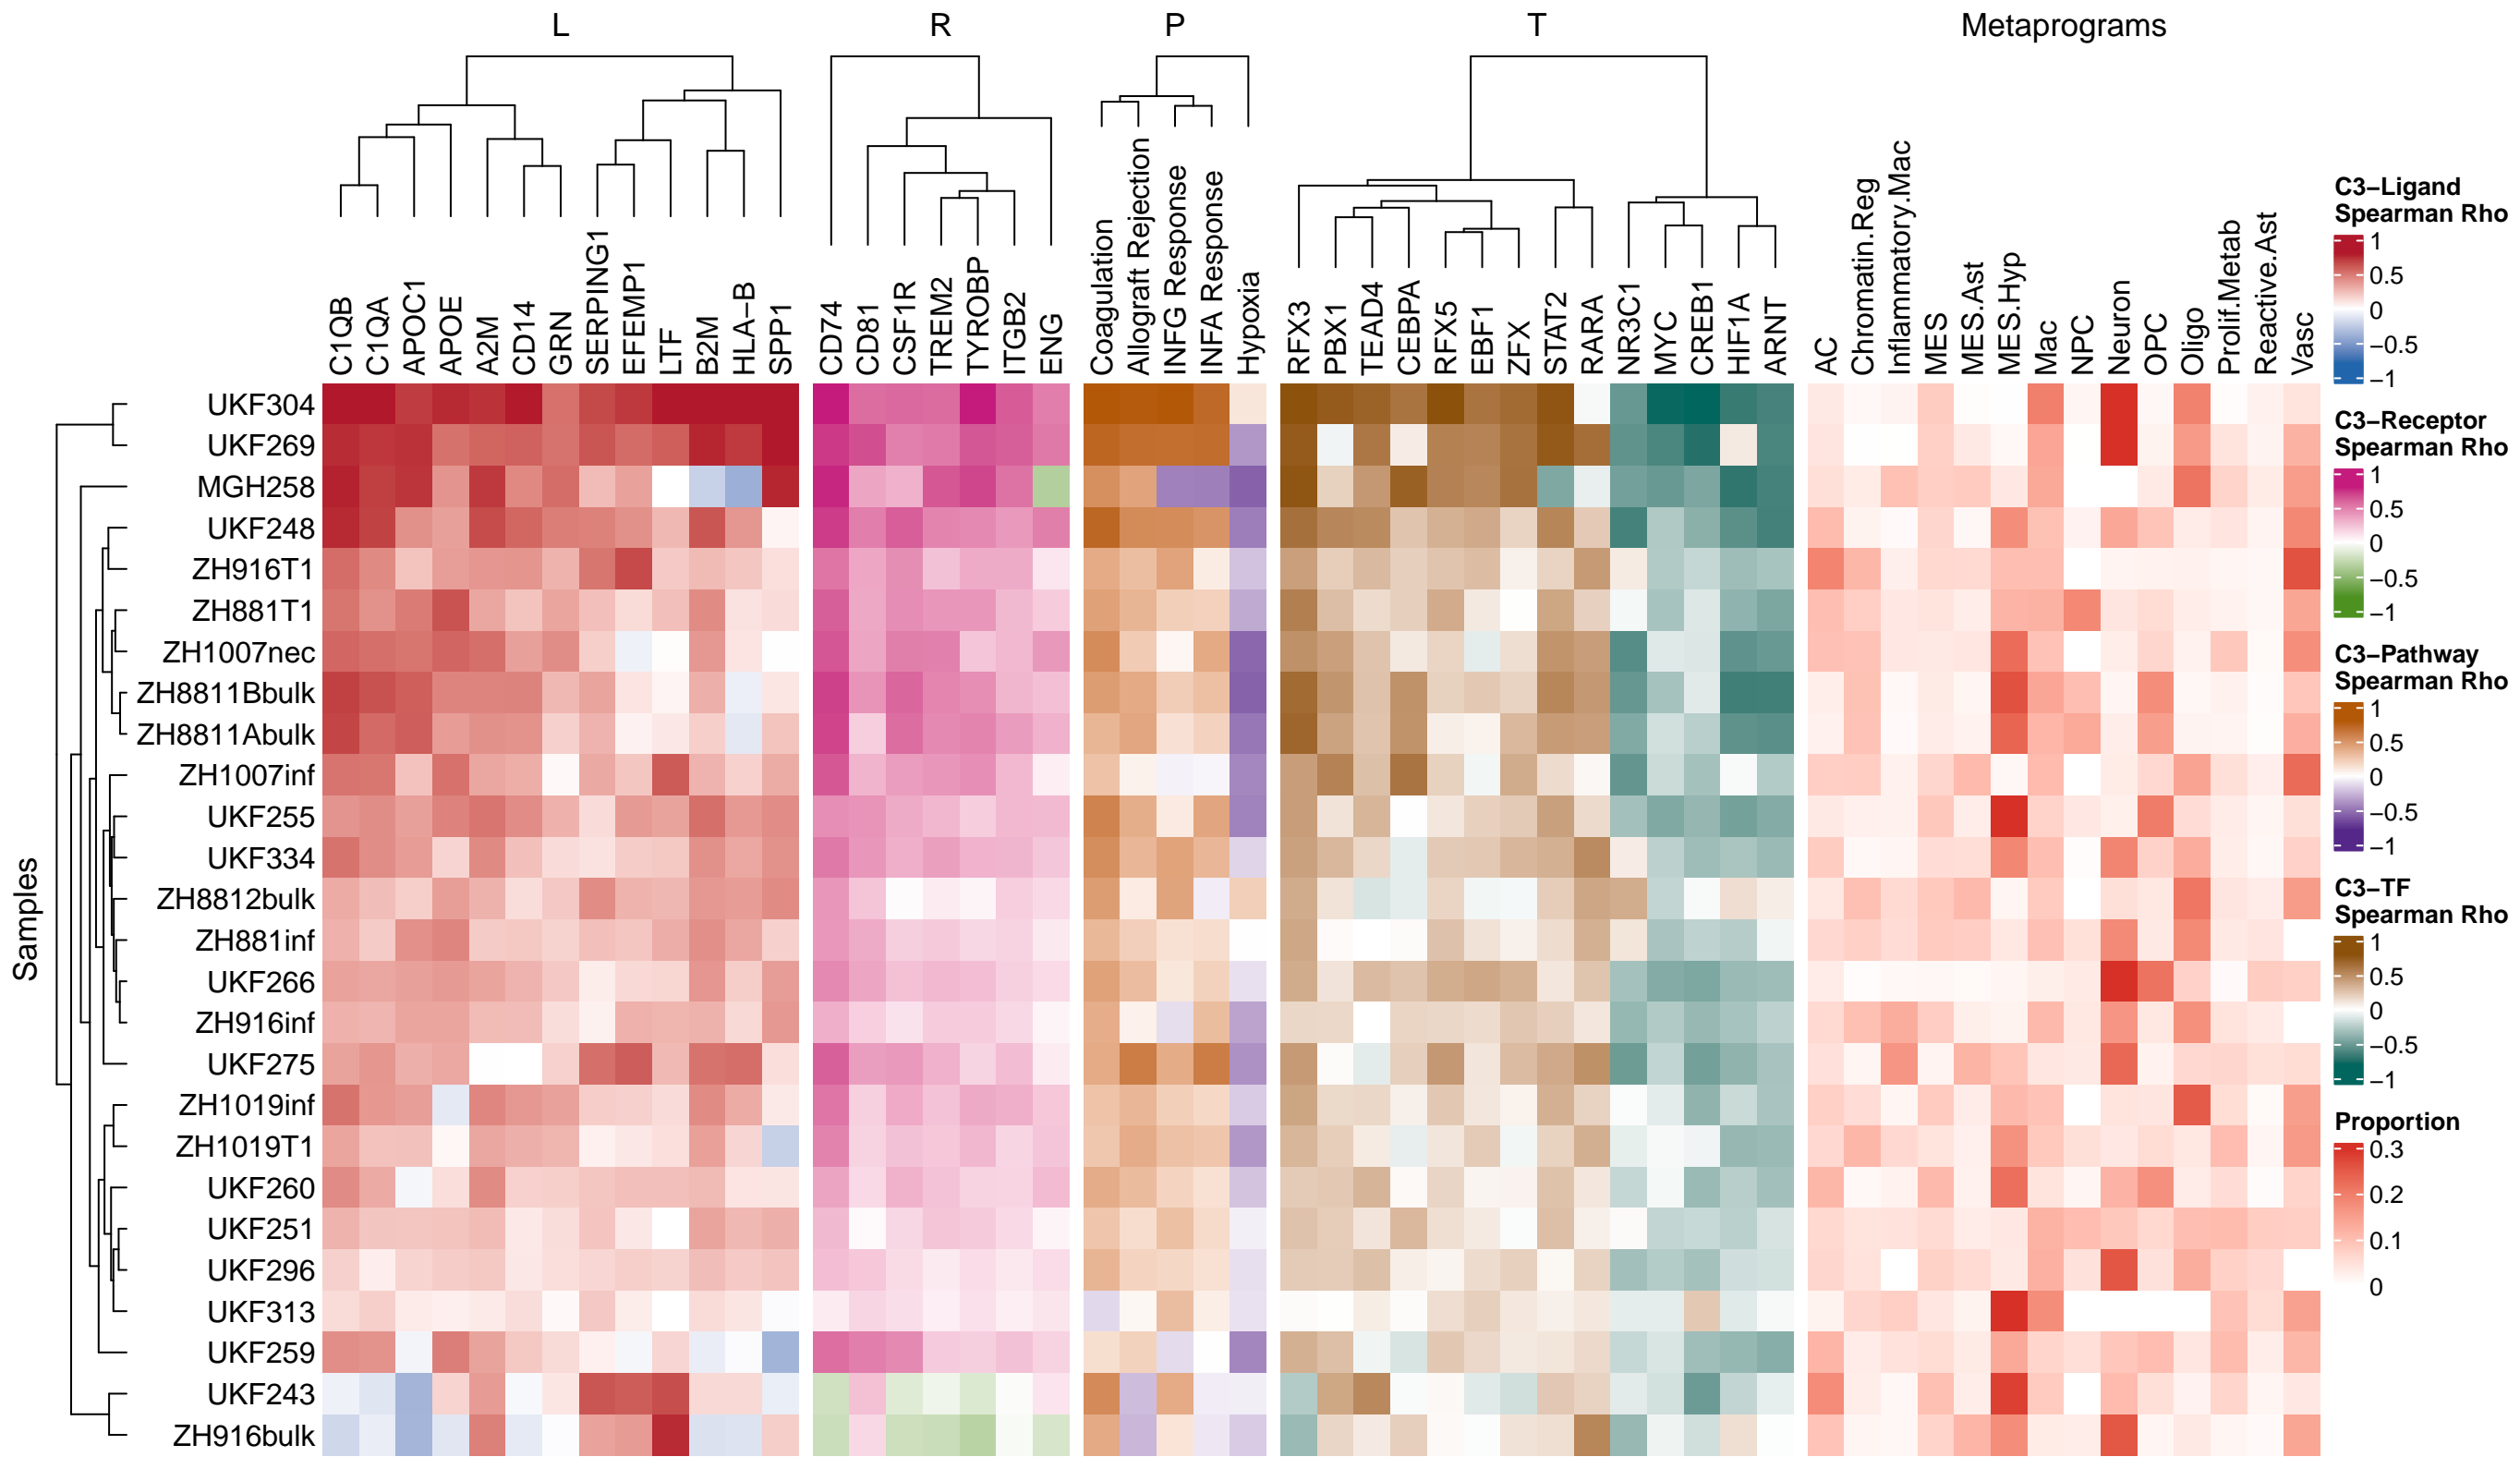 L
R
P
T
Metaprograms
C1QB
C1QA
APOC1
APOE
A2M
CD14
GRN
SERPING1
EFEMP1
LTF
B2M
HLA−B
SPP1
CD74
CD81
CSF1R
TREM2
TYROBP
ITGB2
ENG
Coagulation
Allograft Rejection
INFG Response
INFA Response
Hypoxia
RFX3
PBX1
TEAD4
CEBPA
RFX5
EBF1
ZFX
STAT2
RARA
NR3C1
MYC
CREB1
HIF1A
ARNT
AC
Chromatin.Reg
Inflammatory.Mac
MES
MES.Ast
MES.Hyp
Mac
NPC
Neuron
OPC
Oligo
Prolif.Metab
Reactive.Ast
Vasc
Samples
UKF304
UKF269
MGH258
UKF248
ZH916T1
ZH881T1
ZH1007nec
ZH8811Bbulk
ZH8811Abulk
ZH1007inf
UKF255
UKF334
ZH8812bulk
ZH881inf
UKF266
ZH916inf
UKF275
ZH1019inf
ZH1019T1
UKF260
UKF251
UKF296
UKF313
UKF259
UKF243
ZH916bulk
C3−Ligand
Spearman Rho
1
0.5
0
−0.5
−1
C3−Receptor
Spearman Rho
1
0.5
0
−0.5
−1
C3−Pathway
Spearman Rho
1
0.5
0
−0.5
−1
C3−TF
Spearman Rho
1
0.5
0
−0.5
−1
Proportion
0.3
0.2
0.1
0